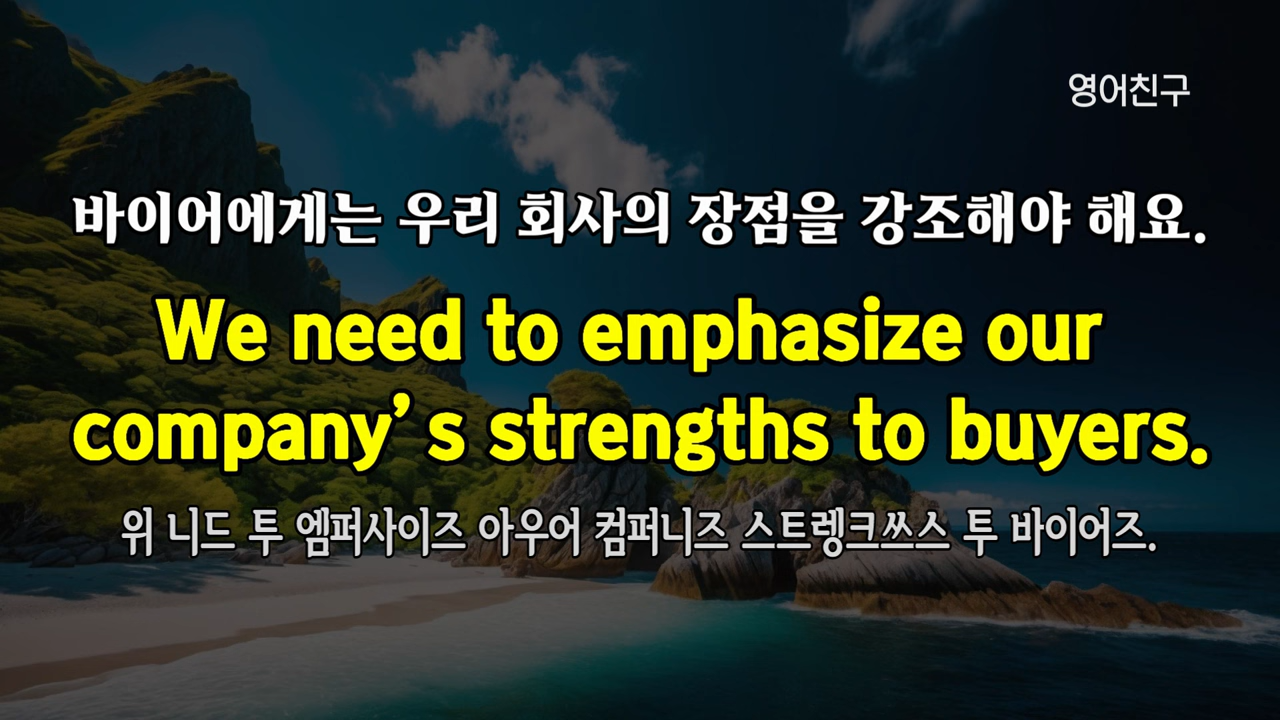 영어친구
바이어에게는 우리 회사의 장점을 강조해야 해요.
We need to emphasize our
company’s strengths to buyers.
위 니드 투 엠퍼사이즈 아우어 컴퍼니즈 스트렝크쓰스 투 바이어즈.